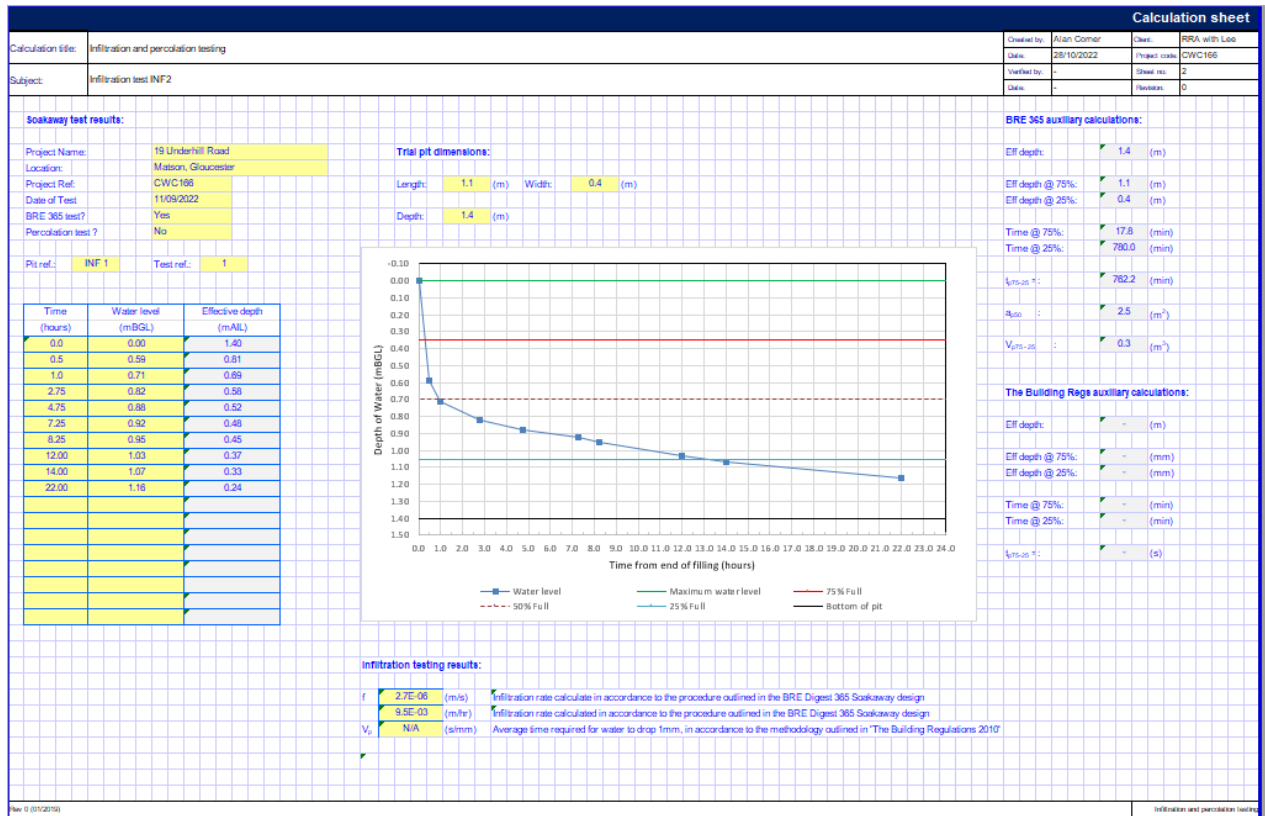 Calculation sheet
Calculation title: Infiltration and percolation testing
Created by. Alan Corner Client. RRA with Lee
Date. 28/10/2022 Project code. CWC166
Subject: Infiltration test INF2
Verified by. - Sheet no. 2
Date. - Revision. 0
Soakaway test results:
Project Name: 19 Underhill Road
Location: Matson, Gloucester
Project Ref: CWC166
Date of Test 11/09/2022
BRE 365 test? Yes
Percolation test ? No
Pit ref.: INF 1 Test ref.: 1
Trial pit dimensions:
Length: 1.1 (m) Width: 0.4 (m)
Depth: 1.4 (m)
Time Water level Effective depth
(hours) (mBGL) (mAIL)
0.0 0.00 1.40
0.5 0.59 0.81
1.0 0.71 0.69
2.75 0.82 0.58
4.75 0.88 0.52
7.25 0.92 0.48
8.25 0.95 0.45
12.00 1.03 0.37
14.00 1.07 0.33
22.00 1.16 0.24
Depth of Water (mBGL)
-0.10
0.00
0.10
0.20
0.30
0.40
0.50
0.60
0.70
0.80
0.90
1.00
1.10
1.20
1.30
1.40
1.50
0.0 1.0 2.0 3.0 4.0 5.0 6.0 7.0 8.0 9.0 10.0 11.0 12.0 13.0 14.0 15.0 16.0 17.0 18.0 19.0 20.0 21.0 22.0 23.0 24.0
Time from end of filling (hours)
Water level Maximum water level 75% Full
50% Full 25% Full Bottom of pit
BRE 365 auxiliary calculations:
Eff depth: 1.4 (m)
Eff depth @ 75%: 1.1 (m)
Eff depth @ 25%: 0.4 (m)
Time @ 75%: 17.8 (min)
Time @ 25%: 780.0 (min)
tp75-25 = : 762.2 (min)
ap50 : 2.5 (m²)
Vp75-25 : 0.3 (m³)
The Building Regs auxiliary calculations:
Eff depth: - (m)
Eff depth @ 75%: - (mm)
Eff depth @ 25%: - (mm)
Time @ 75%: - (min)
Time @ 25%: - (min)
tp75-25 = : - (s)
Infiltration testing results:
f 2.7E-06 (m/s) Infiltration rate calculate in accordance to the procedure outlined in the BRE Digest 365 Soakaway design
9.5E-03 (m/hr) Infiltration rate calculated in accordance to the procedure outlined in the BRE Digest 365 Soakaway design
Vp N/A (s/mm) Average time required for water to drop 1mm, in accordance to the methodology outlined in "The Building Regulations 2010"
Rev 0 (01/2019) Infiltration and percolation testing